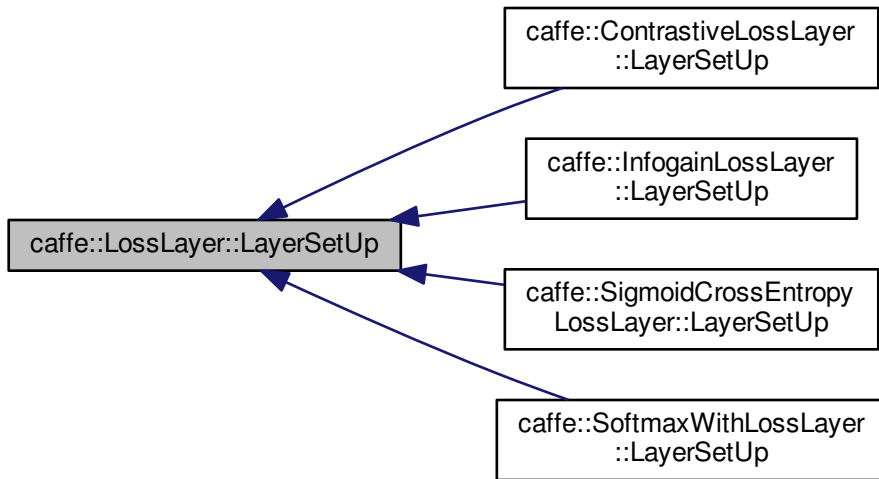 caffe::ContrastiveLossLayer
::LayerSetUp
caffe::InfogainLossLayer
::LayerSetUp
caffe::LossLayer::LayerSetUp
caffe::SigmoidCrossEntropy
LossLayer::LayerSetUp
caffe::SoftmaxWithLossLayer
::LayerSetUp